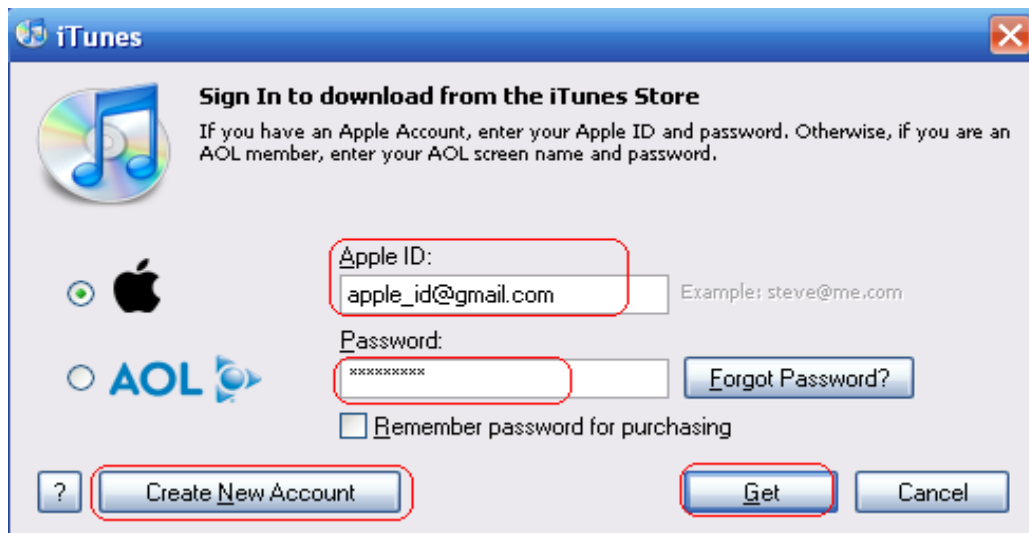 iTunes
Sign In to download from the iTunes Store
If you have an Apple Account, enter your Apple ID and password. Otherwise, if you are an
AOL member, enter your AOL screen name and password.
Apple ID:
apple_id@gmail.com
Example: steve@me.com
Password:
AOL
*********
Forgot Password?
Remember password for purchasing
?
Create New Account
Get
Cancel